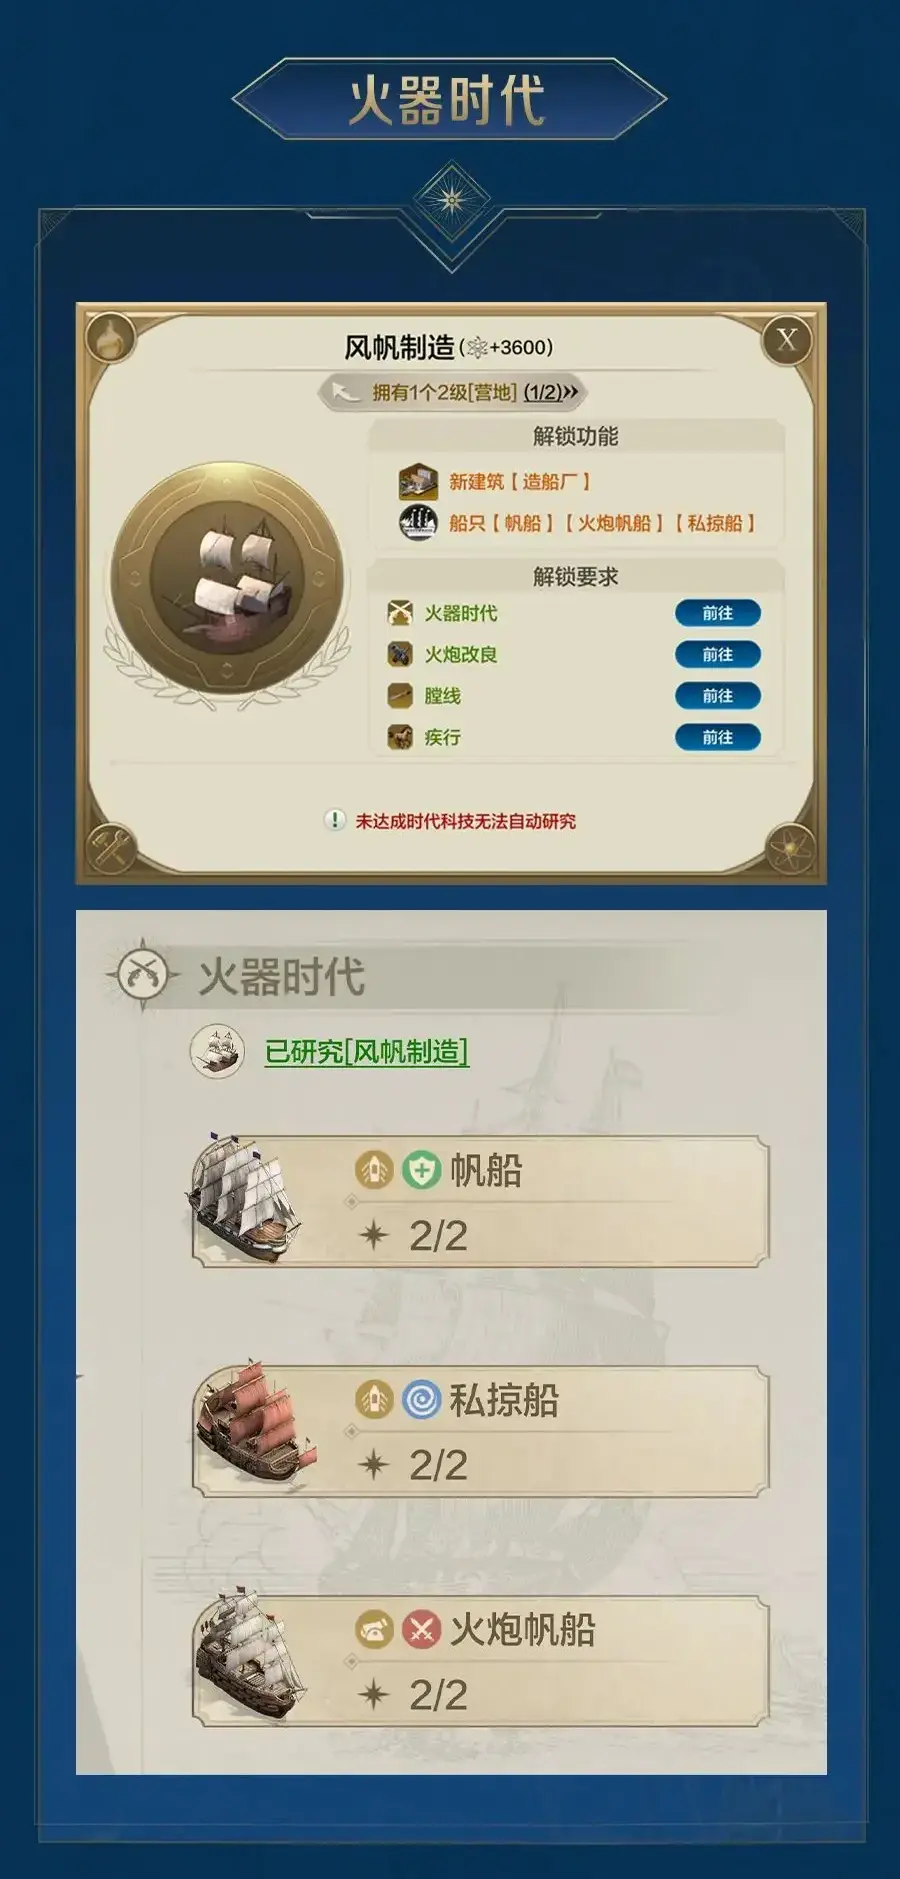 火器时代
风帆制造(+3600)
X
拥有1个2级[营地] (1/2)»
解锁功能
新建筑【造船厂】
船只【帆船】【火炮帆船】【私掠船】
解锁要求
火器时代 前往
火炮改良 前往
膛线 前往
疾行 前往
未达成时代科技无法自动研究
火器时代
已研究[风帆制造]
帆船
2/2
私掠船
2/2
火炮帆船
2/2